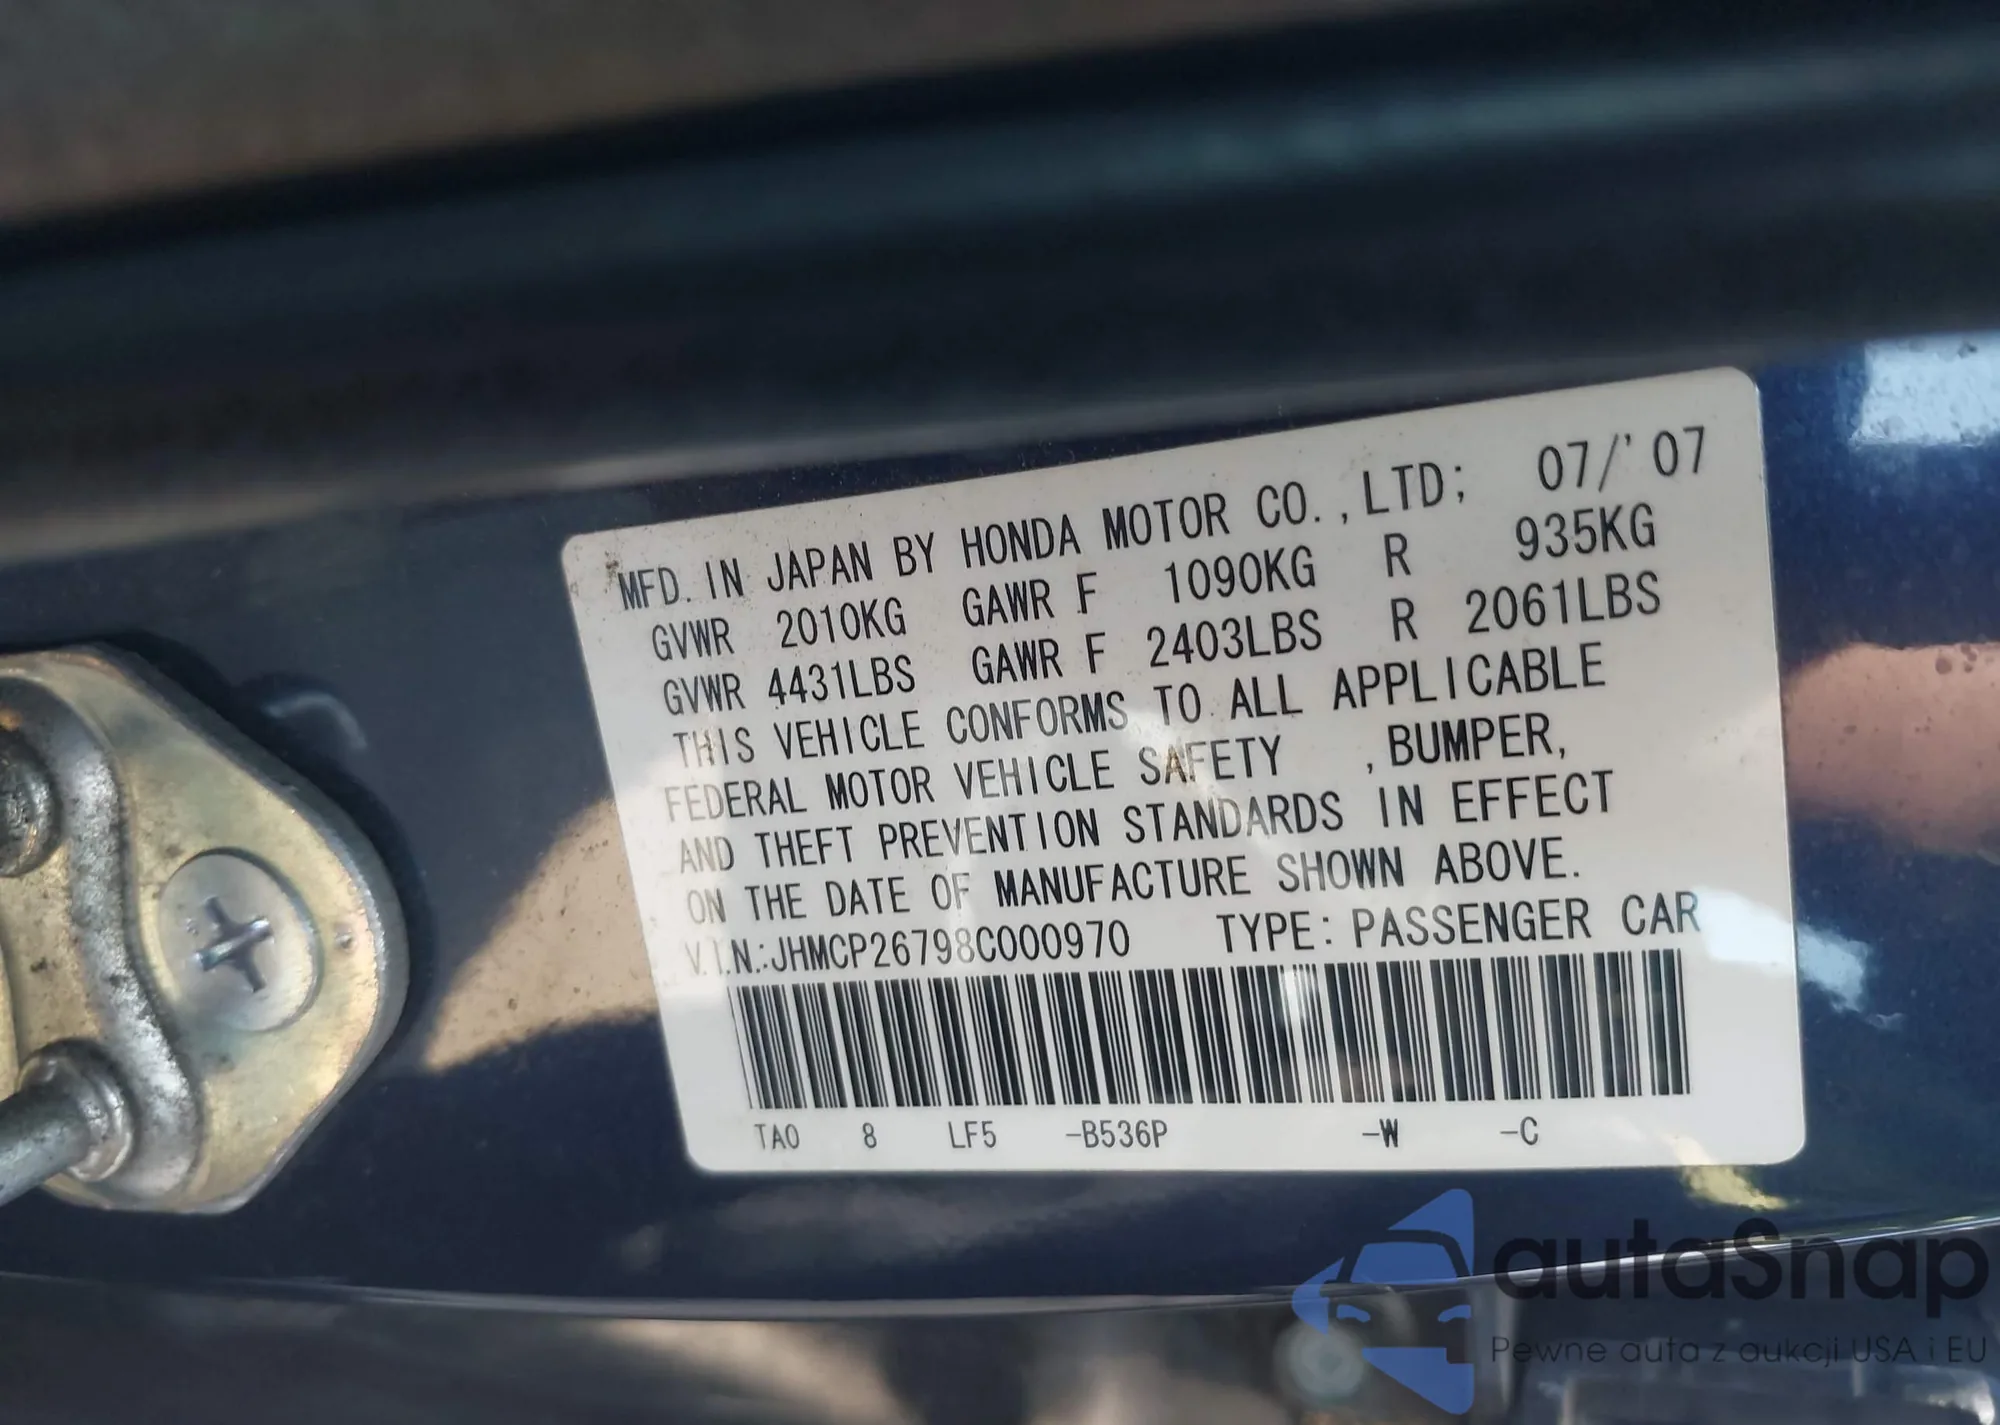 MFD. IN JAPAN BY HONDA MOTOR CO.,LTD; 07/'07
GVWR 2010KG GAWR F 1090KG R 935KG
GVWR 4431LBS GAWR F 2403LBS R 2061LBS
THIS VEHICLE CONFORMS TO ALL APPLICABLE
FEDERAL MOTOR VEHICLE SAFETY ,BUMPER,
AND THEFT PREVENTION STANDARDS IN EFFECT
ON THE DATE OF MANUFACTURE SHOWN ABOVE.
V.I.N.:JHMCP26798C000970 TYPE: PASSENGER CAR
TA0 8 LF5 -B536P -W -C
autaSnap
Pewne auta z aukcji USA i EU